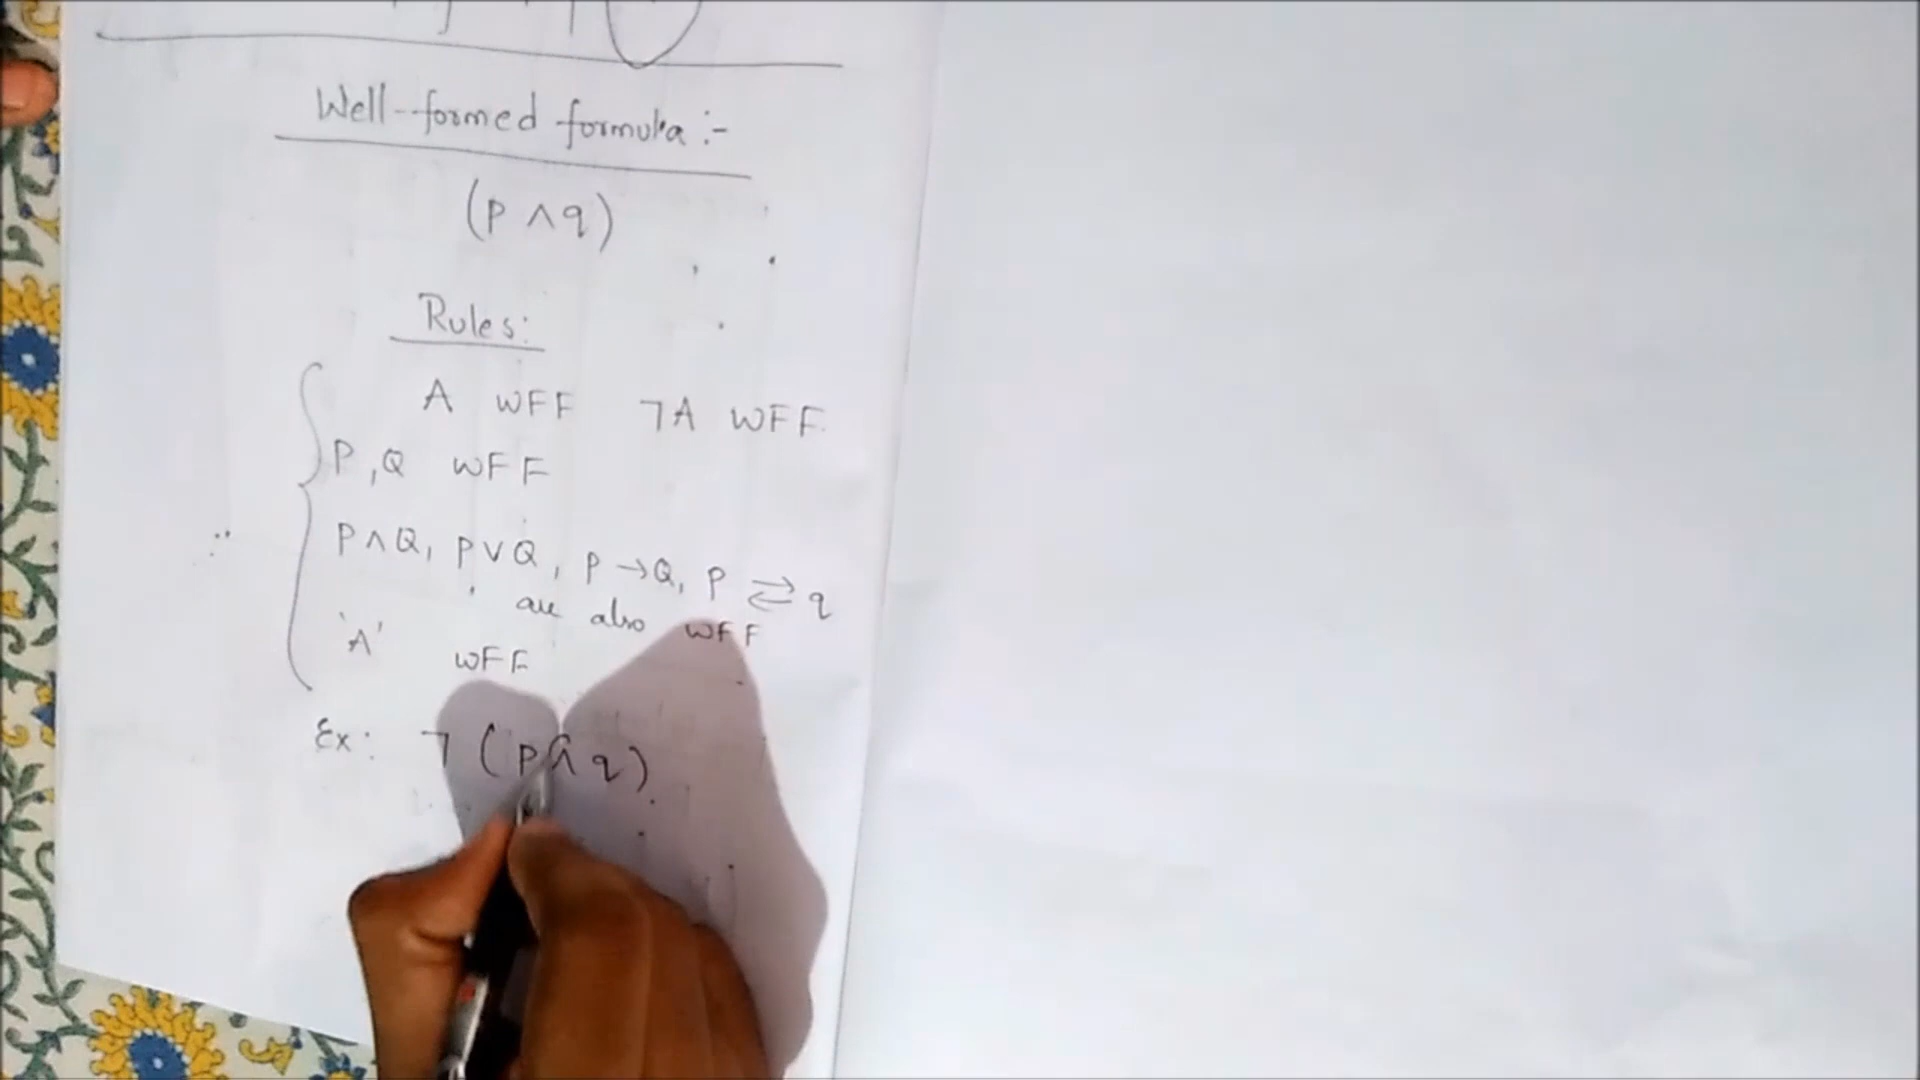 Well-formed formula :-
(p ∧ q)
Rules:
A WFF ¬A WFF.
P, Q WFF
∴ P∧Q, P∨Q, P→Q, P ⇄ q
are also WFF
'A' WFF
Ex: ¬(p∧q).